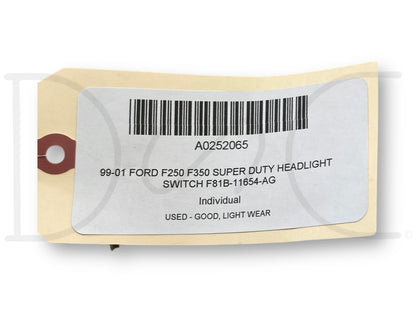 A0252065
99-01 FORD F250 F350 SUPER DUTY HEADLIGHT
SWITCH F81B-11654-AG
Individual
USED - GOOD, LIGHT WEAR